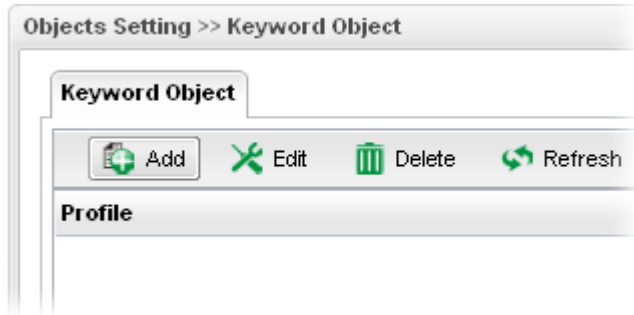 Objects Setting >> Keyword Object
Keyword Object
Add Edit Delete Refresh
Profile